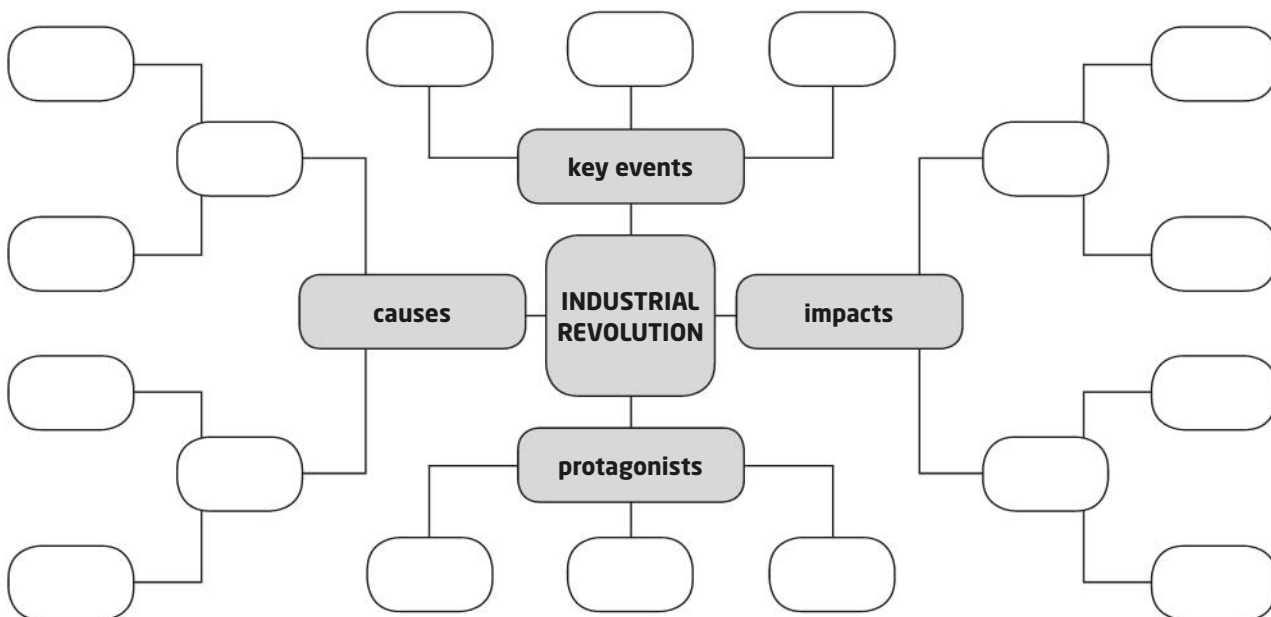 key events
causes
INDUSTRIAL
REVOLUTION
impacts
protagonists